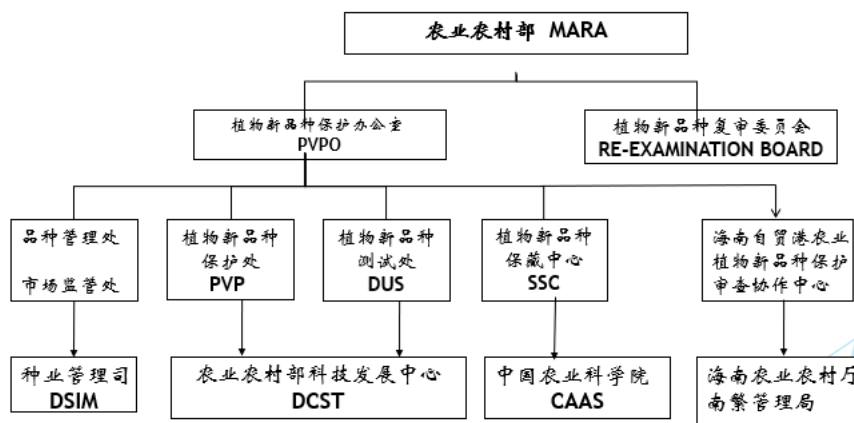 农业农村部 MARA
植物新品种保护办公室
PVPO
植物新品种复审委员会
RE-EXAMINATION BOARD
品种管理处
市场监管处
植物新品种
保护处
PVP
植物新品种
测试处
DUS
植物新品种
保藏中心
SSC
海南自贸港农业
植物新品种保护
审查协作中心
种业管理司
DSIM
农业农村部科技发展中心
DCST
中国农业科学院
CAAS
海南农业农村厅
南繁管理局